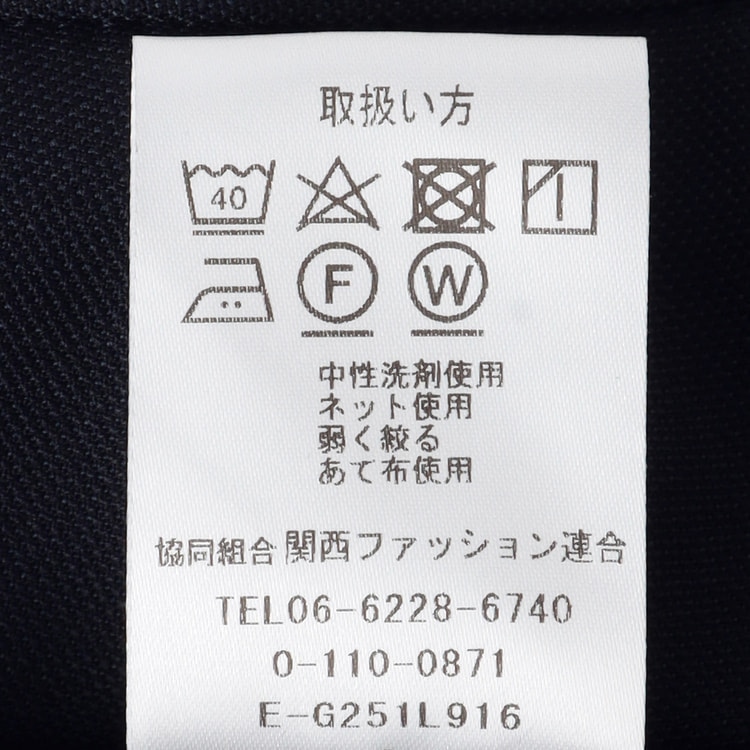 取扱い方
40
F W
中性洗剤使用
ネット使用
弱く絞る
あて布使用
協同組合関西ファッション連合
TEL06-6228-6740
0-110-0871
E-G251L916